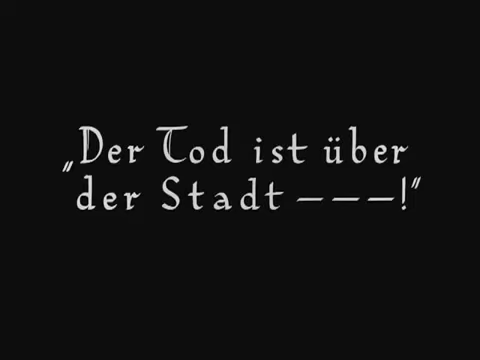 „Der Tod ist über
der Stadt — — —!“